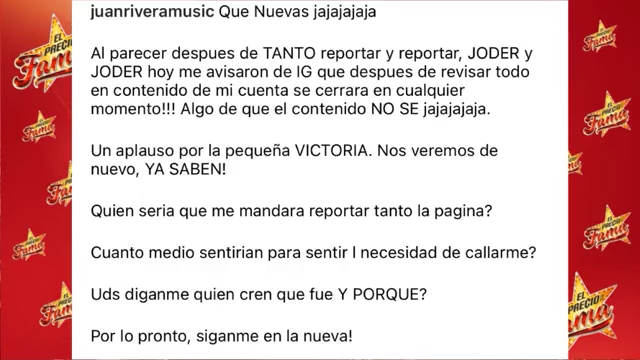 juanriveramusic Que Nuevas jajajajaja
Al parecer despues de TANTO reportar y reportar, JODER y
JODER hoy me avisaron de IG que despues de revisar todo
en contenido de mi cuenta se cerrara en cualquier
momento!!! Algo de que el contenido NO SE jajajajaja.
Un aplauso por la pequeña VICTORIA. Nos veremos de
nuevo, YA SABEN!
Quien seria que me mandara reportar tanto la pagina?
Cuanto medio sentirian para sentir l necesidad de callarme?
Uds diganme quien cren que fue Y PORQUE?
Por lo pronto, siganme en la nueva!
EL PRECIO
Fama
EL PRECIO
Fama